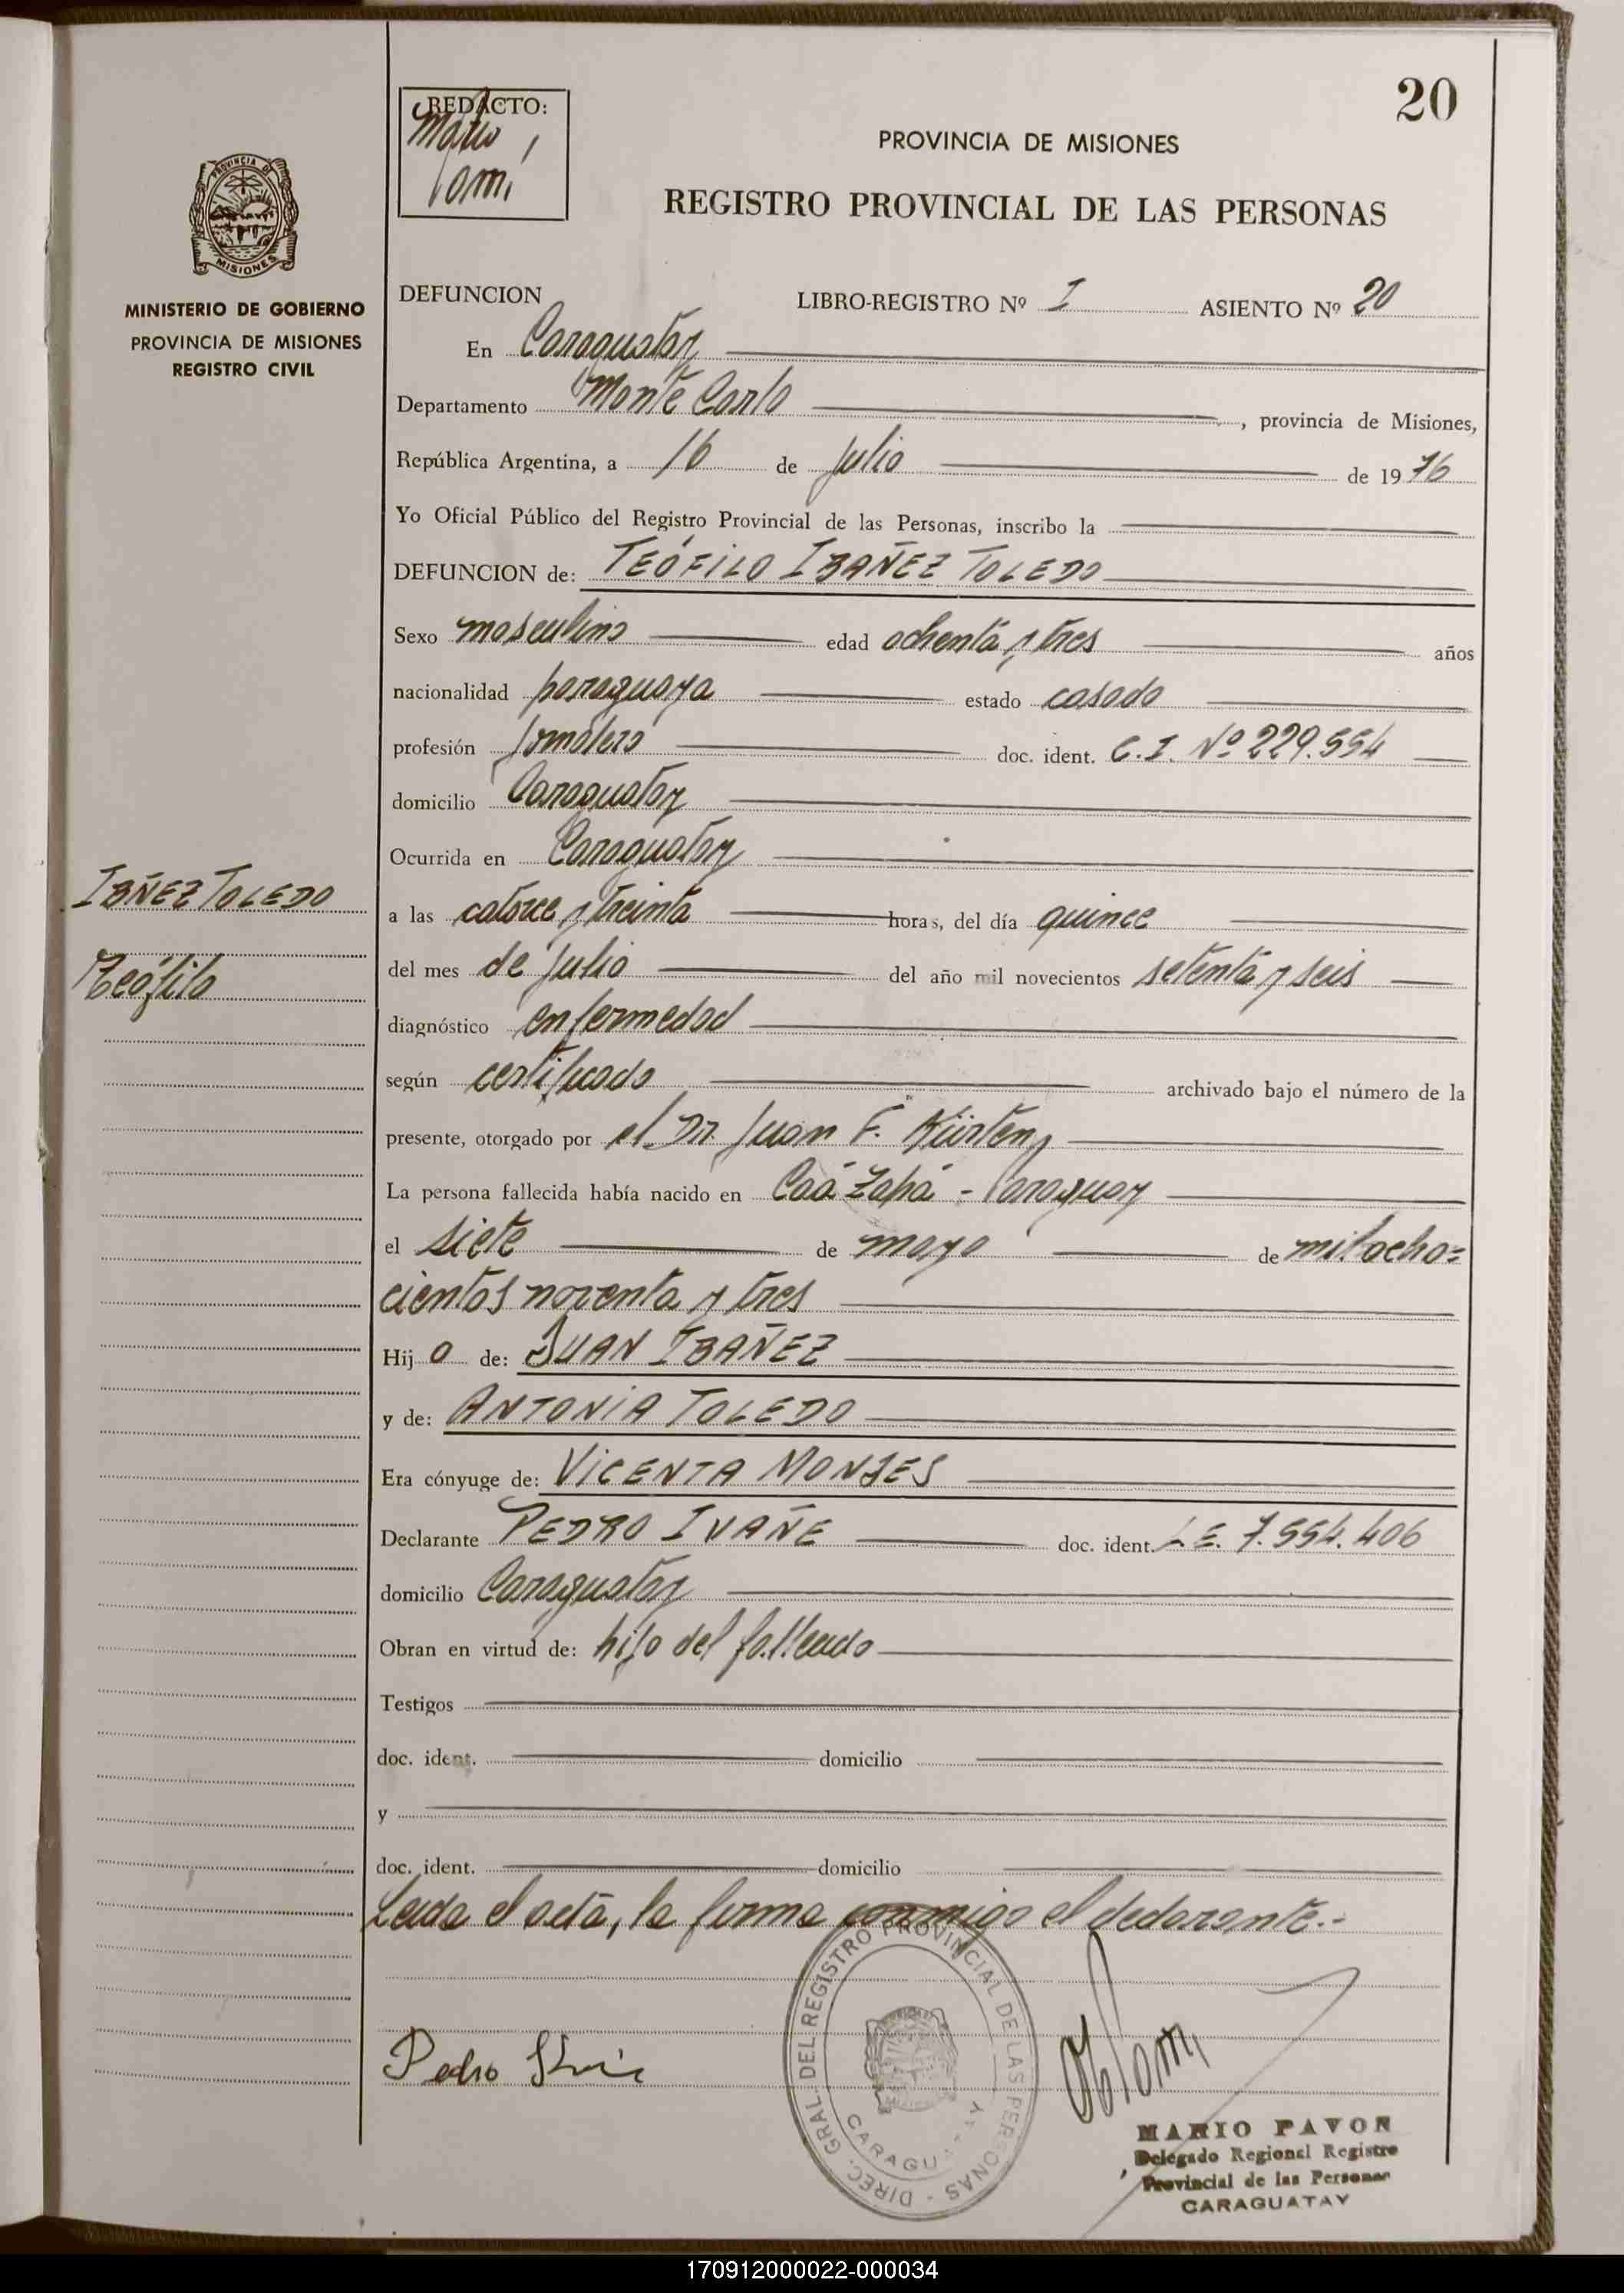 20
REDACTO:
PROVINCIA DE MISIONES
REGISTRO PROVINCIAL DE LAS PERSONAS
PROVINCIA DE
MISIONES
MINISTERIO DE GOBIERNO
PROVINCIA DE MISIONES
REGISTRO CIVIL
DEFUNCION LIBRO-REGISTRO Nº I ASIENTO Nº 20
En Caraguatay
Departamento Monte Carlo, provincia de Misiones,
República Argentina, a 16 de julio de 1976
Yo Oficial Público del Registro Provincial de las Personas, inscribo la
DEFUNCION de: TEÓFILO IBAÑEZ TOLEDO
Sexo masculino edad ochenta y tres años
nacionalidad paraguaya estado casado
profesión jornalero doc. ident. C.I. Nº 229.554
domicilio Caraguatay
Ocurrida en Caraguatay
IBÑEZ TOLEDO
Teófilo
a las catorce y treinta horas, del día quince
del mes de julio del año mil novecientos setenta y seis
diagnóstico enfermedad
según certificado archivado bajo el número de la
presente, otorgado por el Dr. Juan F. Kürten
La persona fallecida había nacido en Caá Zapá - Paraguay
el siete de mayo de mil ocho=
cientos noventa y tres
Hijo de: JUAN IBAÑEZ
y de: ANTONIA TOLEDO
Era cónyuge de: VICENTA MONGES
Declarante PEDRO IVAÑE doc. ident. L.E. 7.554.406
domicilio Caraguatay
Obran en virtud de: hijo del fallecido
Testigos
doc. ident. domicilio
y
doc. ident. domicilio
Leida el acta, la firma conmigo el declarante.-
DIREC. GRAL. DEL REGISTRO PROVINCIAL DE LAS PERSONAS -
CARAGUATAY
Pedro
MARIO PAVON
Delegado Regional Registro
Provincial de las Personas
CARAGUATAY
170912000022-000034